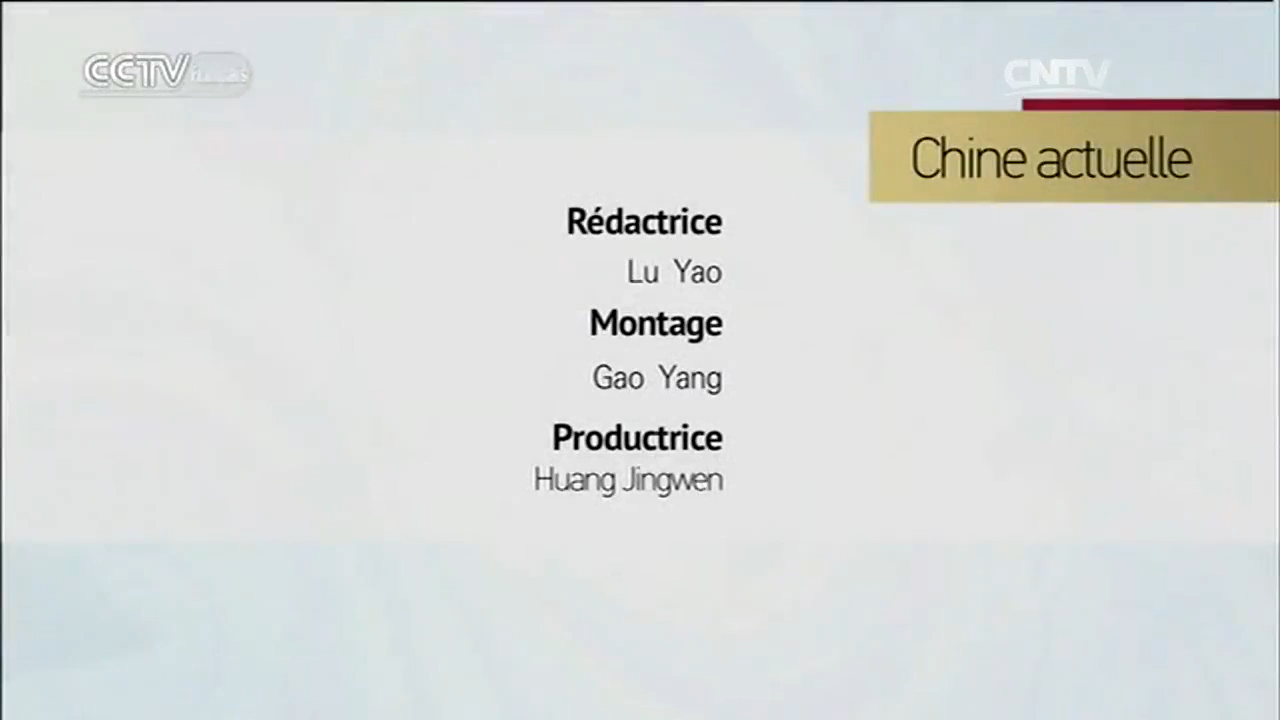 CCTV
CNTV
Chine actuelle
Rédactrice
Lu Yao
Montage
Gao Yang
Productrice
Huang Jingwen